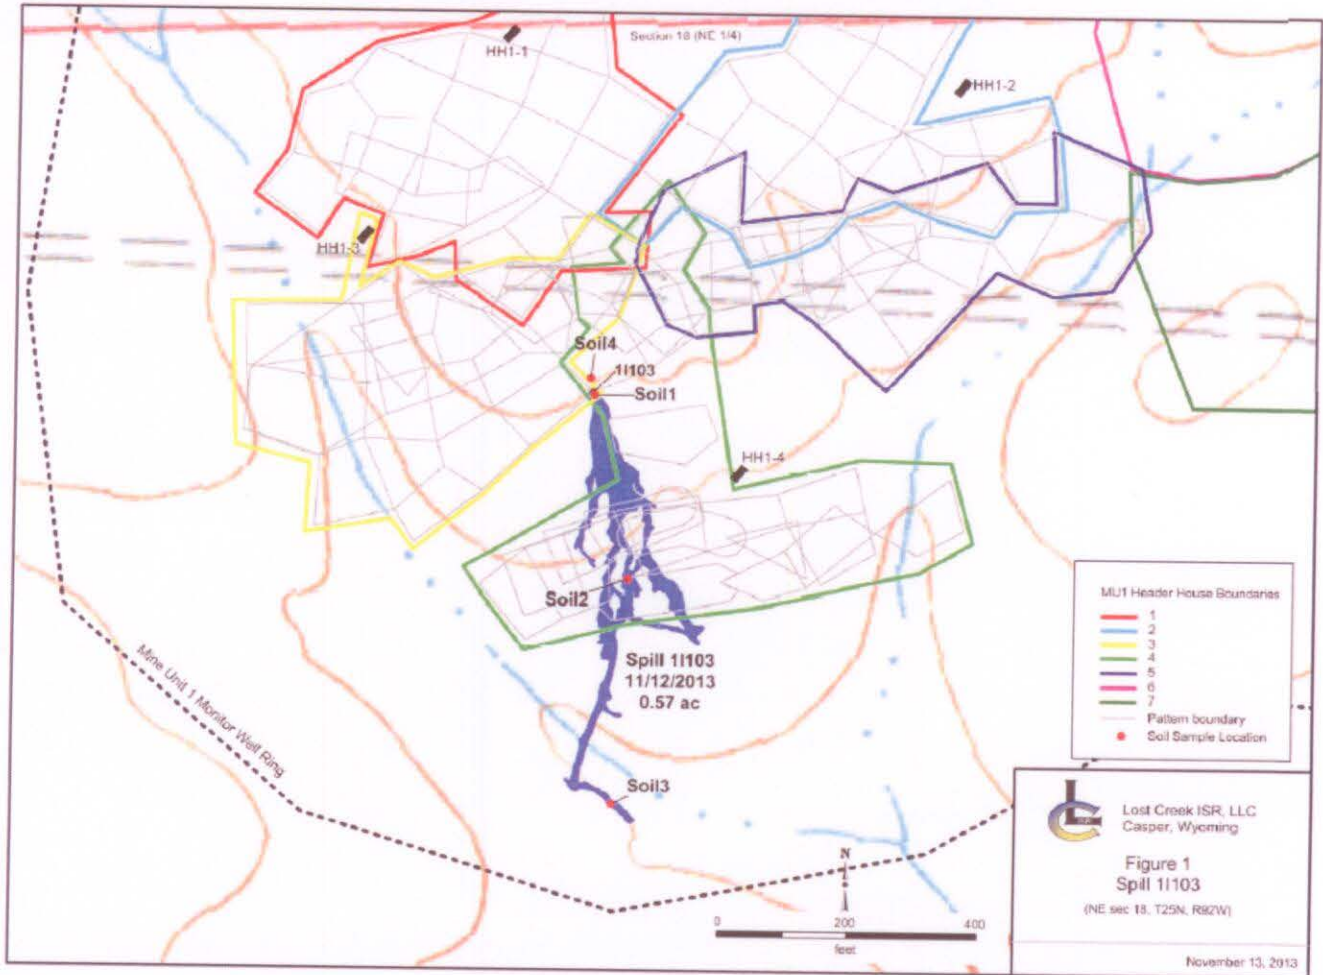 Section 18 (NE 1/4)
HH1-1
HH1-2
HH1-3
Soil4
1I103
Soil1
HH1-4
Soil2
Spill 1I103
11/12/2013
0.57 ac
Mine Unit 1 Monitor Well Ring
Soil3
MU1 Header House Boundaries
1
2
3
4
5
6
7
Pattern boundary
Soil Sample Location
N
0 200 400
feet
LC
Lost Creek ISR, LLC
Casper, Wyoming
Figure 1
Spill 1I103
(NE sec 18, T25N, R92W)
November 13, 2013